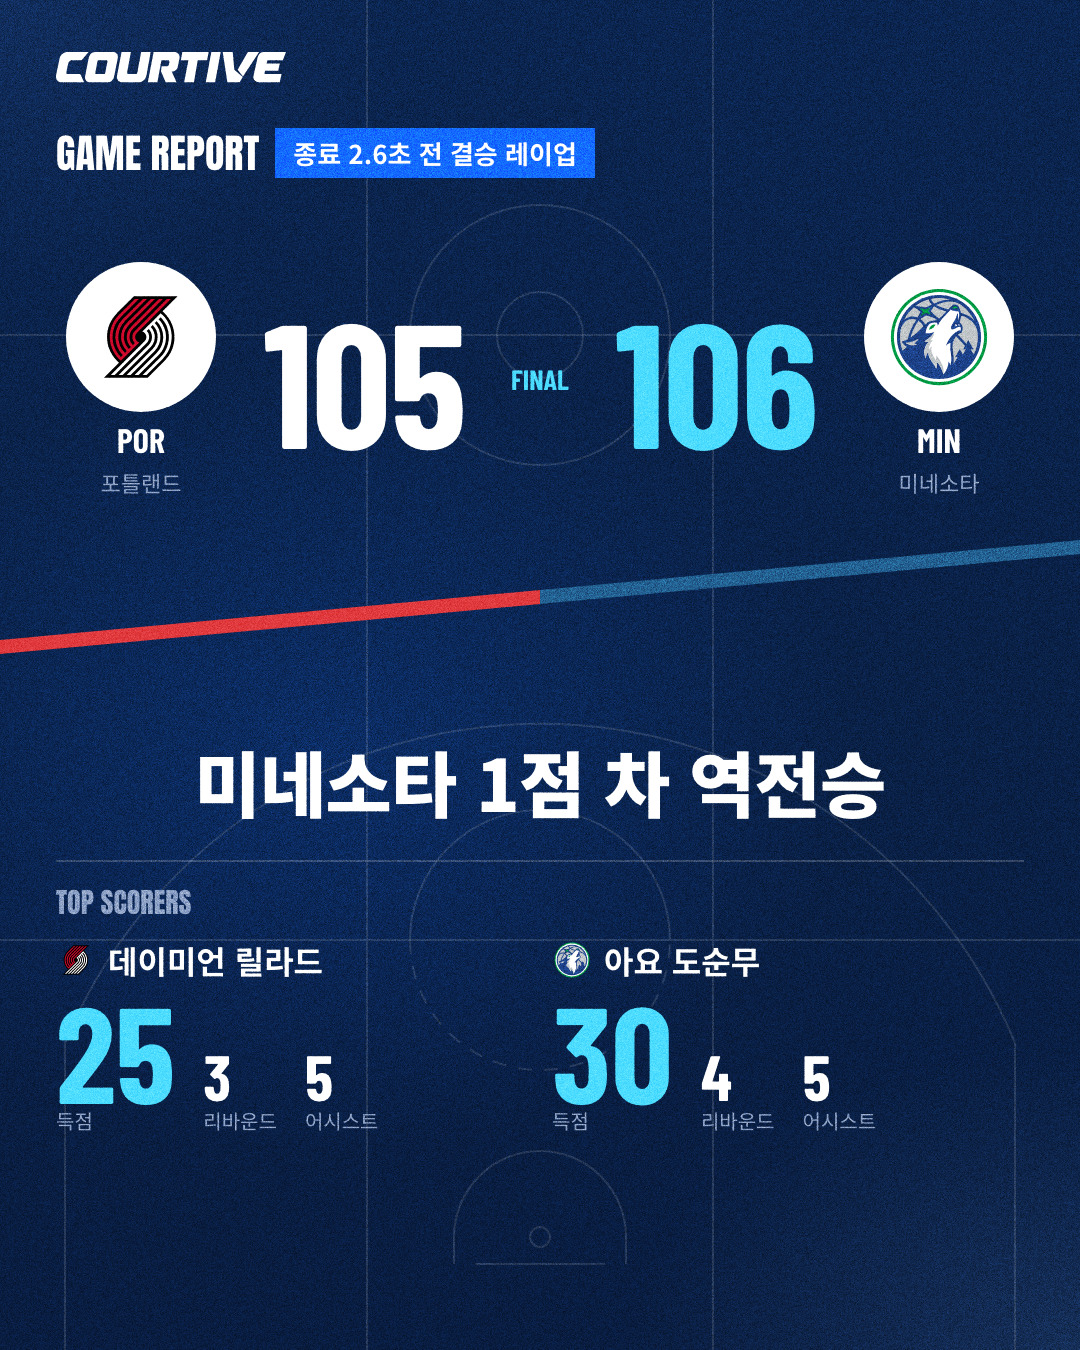 COURTIVE
GAME REPORT 종료 2.6초 전 결승 레이업
105 FINAL 106
POR MIN
포틀랜드 미네소타
미네소타 1점 차 역전승
TOP SCORERS
데이미언 릴라드 아요 도순무
25 3 5 30 4 5
득점 리바운드 어시스트 득점 리바운드 어시스트